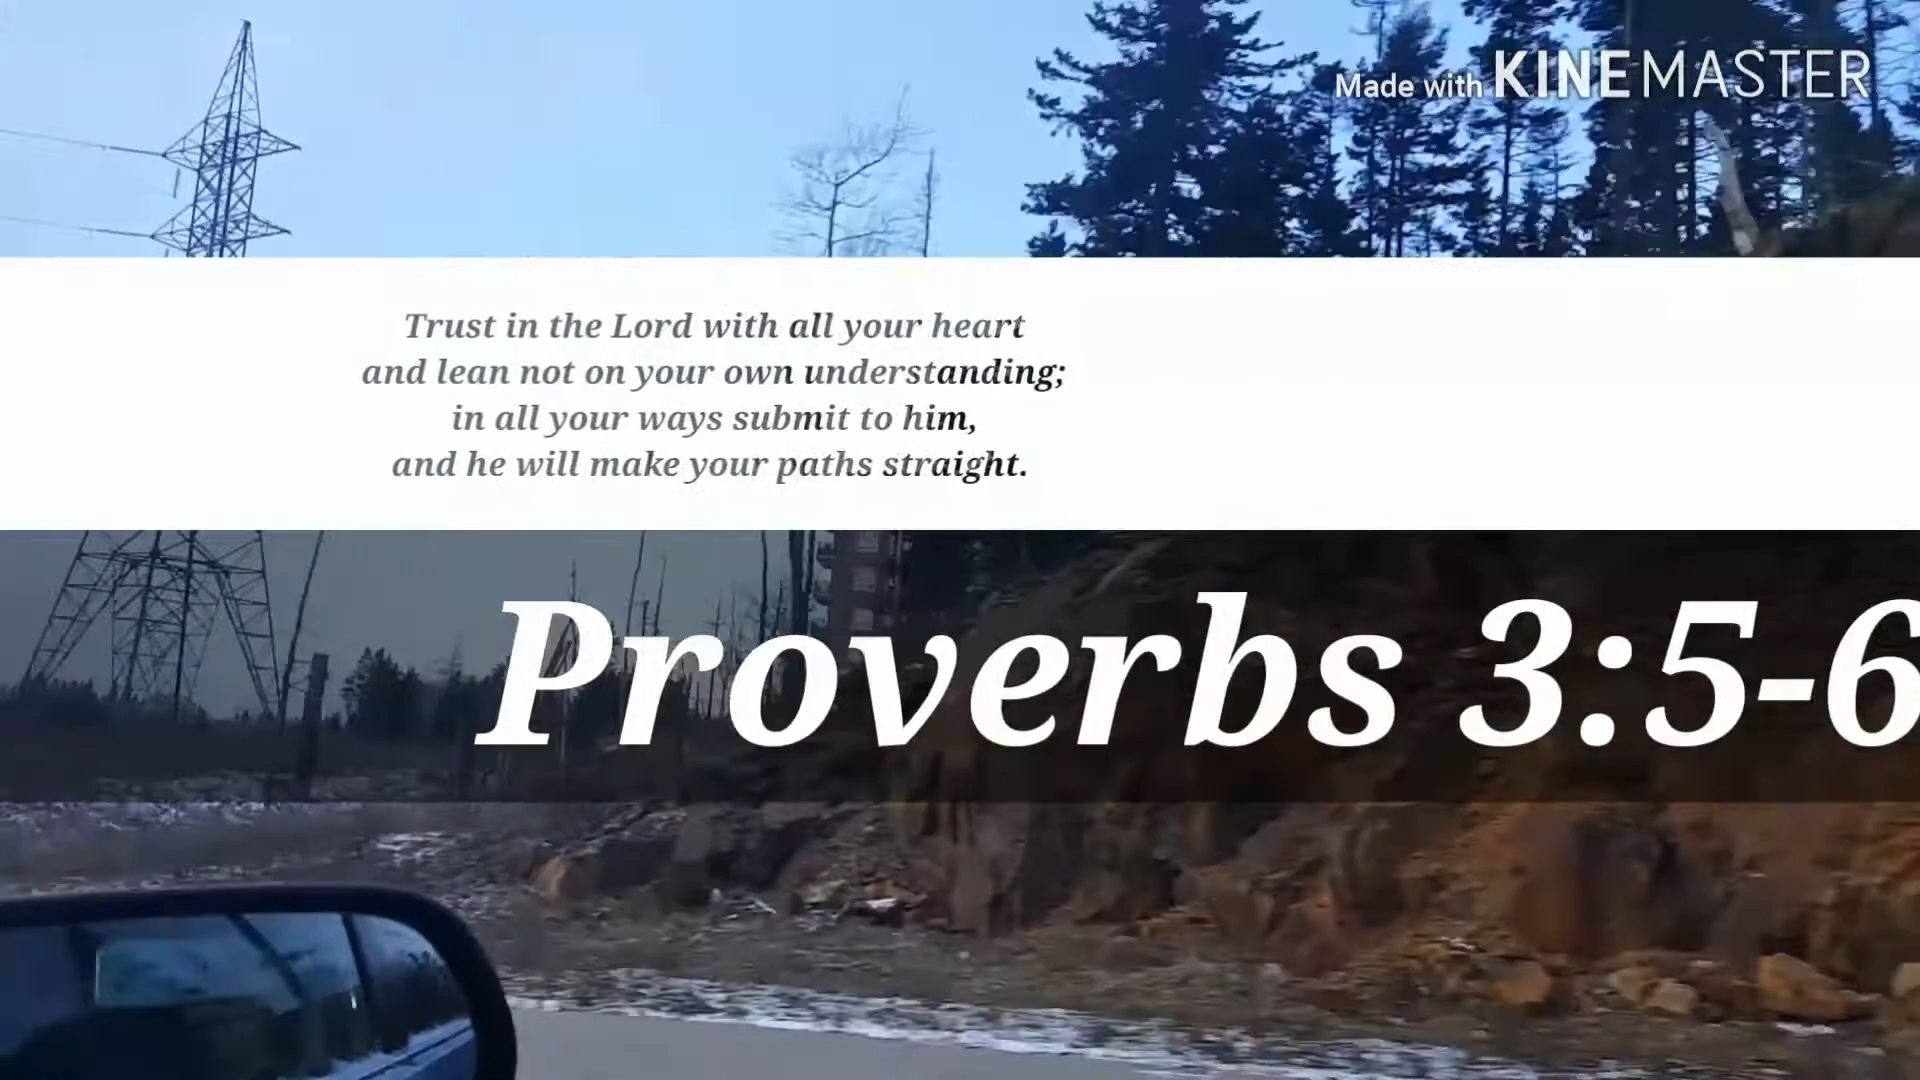 Made with KINEMASTER
Trust in the Lord with all your heart
and lean not on your own understanding;
in all your ways submit to him,
and he will make your paths straight.
Proverbs 3:5-6